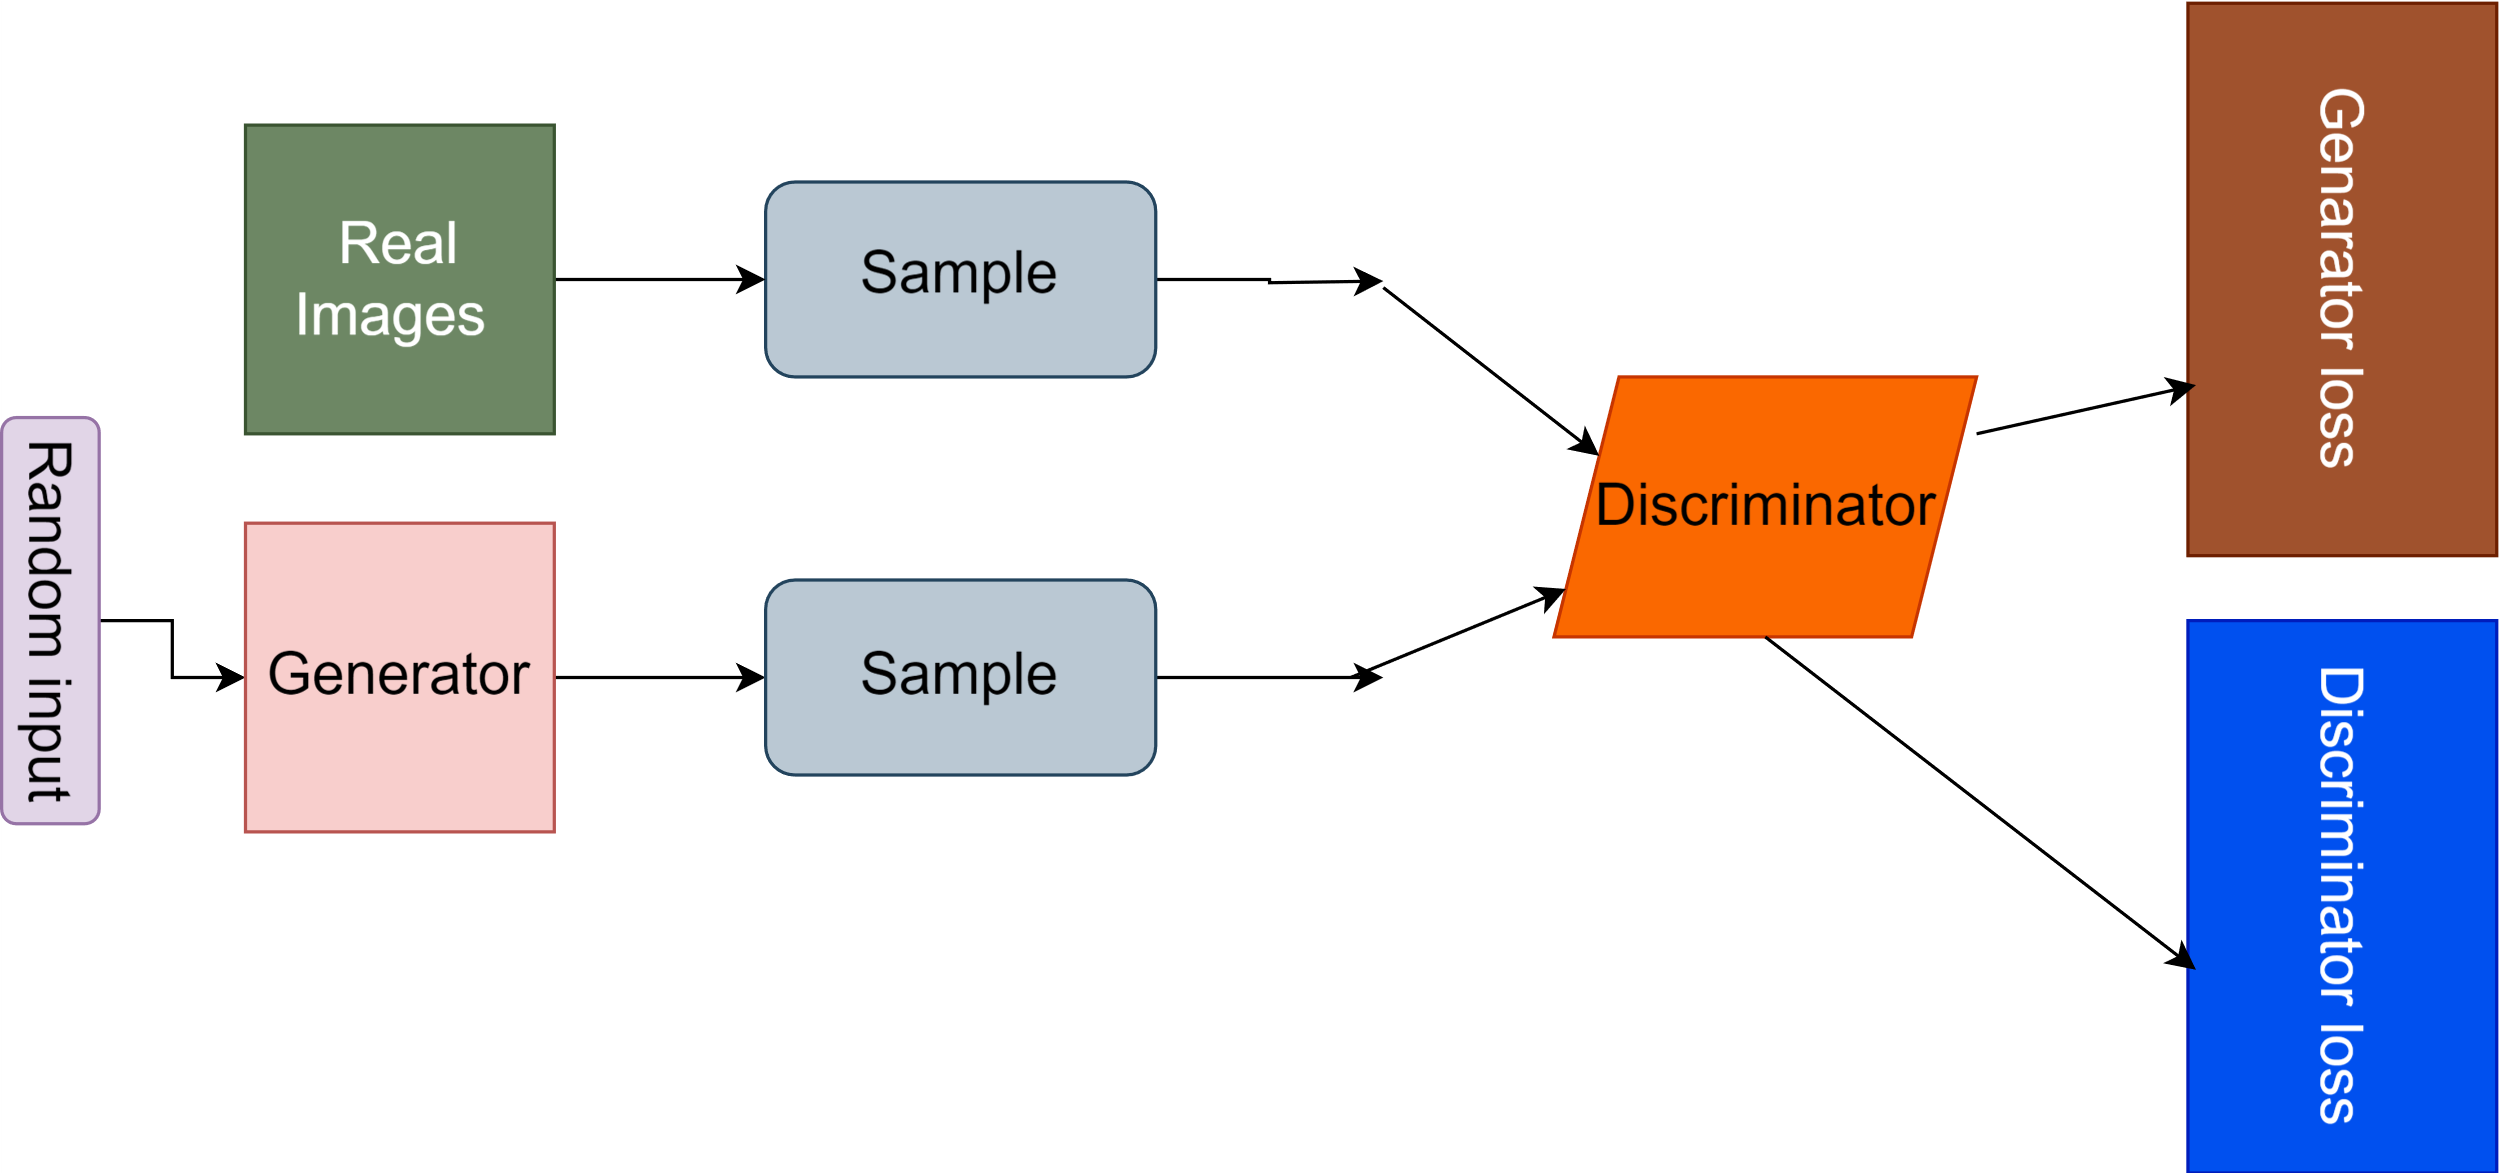 Real
Images
Sample
Random input
Generator
Sample
Discriminator
Genarator loss
Discriminator loss